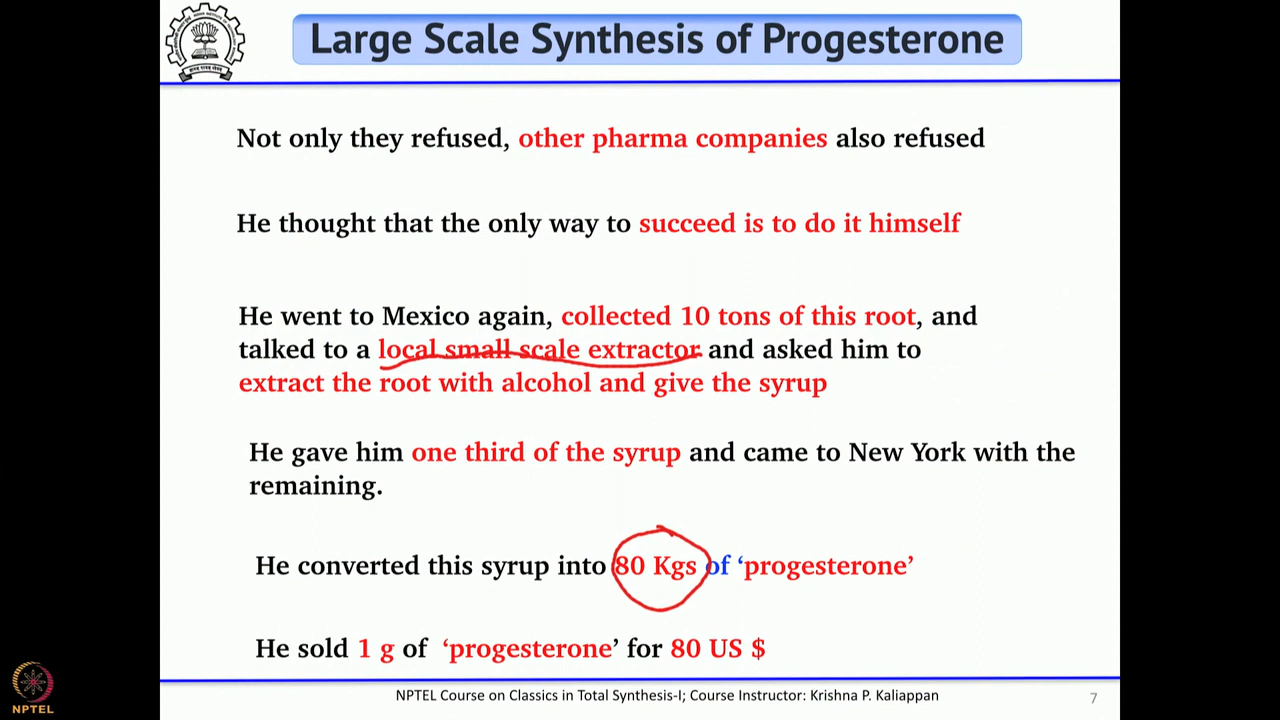 Large Scale Synthesis of Progesterone
Not only they refused, other pharma companies also refused
He thought that the only way to succeed is to do it himself
He went to Mexico again, collected 10 tons of this root, and
talked to a local small scale extractor and asked him to
extract the root with alcohol and give the syrup
He gave him one third of the syrup and came to New York with the
remaining.
He converted this syrup into 80 Kgs of ‘progesterone’
He sold 1 g of ‘progesterone’ for 80 US $
NPTEL
NPTEL Course on Classics in Total Synthesis-I; Course Instructor: Krishna P. Kaliappan
7